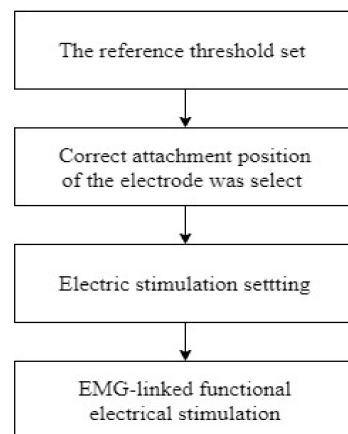 The reference threshold set
Correct attachment position
of the electrode was select
Electric stimulation settting
EMG-linked functional
electrical stimulation